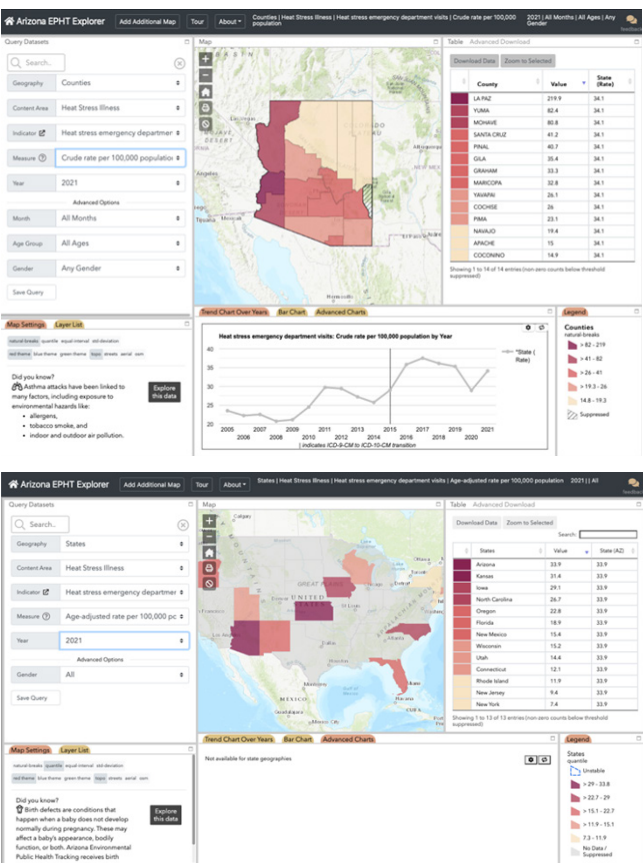 Arizona EPHT Explorer
Add Additional Map
Tour
About
Counties | Heat Stress Illness | Heat stress emergency department visits | Crude rate per 100,000
population
2021 | All Months | All Ages | Any
Gender
feedback
Query Datasets
Search..
Geography
Counties
Content Area
Heat Stress Illness
Indicator
Heat stress emergency departmer
Measure
Crude rate per 100,000 populatio
Year
2021
Advanced Options
Month
All Months
Age Group
All Ages
Gender
Any Gender
Save Query
Map
Table
Advanced Download
Download Data
Zoom to Selected
County
Value
State
(Rate)
LA PAZ 219.9 34.1
YUMA 82.4 34.1
MOHAVE 80.8 34.1
SANTA CRUZ 41.2 34.1
PINAL 40.7 34.1
GILA 35.4 34.1
GRAHAM 33.3 34.1
MARICOPA 32.8 34.1
YAVAPAI 26.1 34.1
COCHSE 26 34.1
PIMA 23.1 34.1
NAVAJO 19.4 34.1
APACHE 15 34.1
COCONINO 14.9 34.1
Showing 1 to 14 of 14 entries (non zero counts below threshold
suppressed)
Map Settings
Layer List
natural-breaks quantile equal interval std-deviation
red theme blue theme green theme topo streets aerial osm
Did you know?
Asthma attacks have been linked to
many factors, including exposure to
environmental hazards like:
allergens,
tobacco smoke, and
indoor and outdoor air pollution.
Explore
this data
Trend Chart Over Years
Bar Chart
Advanced Charts
Heat stress emergency department visits: Crude rate per 100,000 population by Year
40
35
30
25
20
2005 2007 2009 2011 2013 2015 2017 2019 2021
2006 2008 2010 2012 2014 2016 2018 2020
| indicates ICD-9-CM to ICD-10-CM transition
*State (
Rate)
Legend
Counties
natural-breaks
> 82 - 219
> 41 - 82
> 26 - 41
> 19.3 - 26
14.8 - 19.3
Suppressed
Arizona EPHT Explorer
Add Additional Map
Tour
About
States | Heat Stress Illness | Heat stress emergency department visits | Age-adjusted rate per 100,000 population
2021 | | All
Query Datasets
Search..
Geography
States
Content Area
Heat Stress Illness
Indicator
Heat stress emergency departmer
Measure
Age-adjusted rate per 100,000 pc
Year
2021
Advanced Options
Gender
All
Save Query
Map
Table
Advanced Download
Download Data
Zoom to Selected
Search:
States
Value
State (AZ)
Arizona 33.9 33.9
Kansas 31.4 33.9
Iowa 29.1 33.9
North Carolina 26.7 33.9
Oregon 22.8 33.9
Florida 18.9 33.9
New Mexico 15.4 33.9
Wisconsin 15.2 33.9
Utah 14.4 33.9
Connecticut 12.1 33.9
Rhode Island 11.9 33.9
New Jersey 9.4 33.9
New York 7.4 33.9
Showing 1 to 13 of 13 entries (non zero counts below threshold
suppressed)
Map Settings
Layer List
natural-breaks quantile equal interval std-deviation
red theme blue theme green theme topo streets aerial osm
Did you know?
Birth defects are conditions that
happen when a baby does not develop
normally during pregnancy. These may
affect a baby's appearance, bodily
function, or both. Arizona Environmental
Public Health Tracking receives birth
Explore
this data
Trend Chart Over Years
Bar Chart
Advanced Charts
Not available for state geographies
Legend
States
quantile
Unstable
> 29 - 33.8
> 22.7 - 29
> 15.1 - 22.7
> 11.9 - 15.1
7.3 - 11.9
No Data /
Suppressed